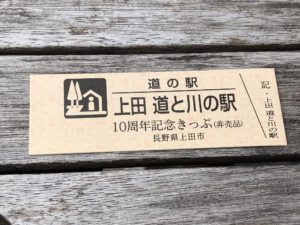 道の駅
上田 道と川の駅
10周年記念きっぷ(非売品)
長野県上田市
記・上田 道と川の駅